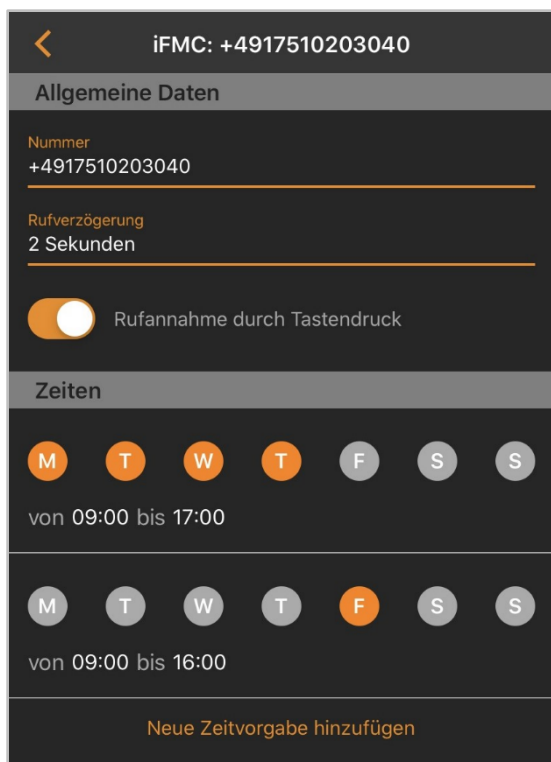 iFMC: +4917510203040
Allgemeine Daten
Nummer
+4917510203040
Rufverzögerung
2 Sekunden
Rufannahme durch Tastendruck
Zeiten
M T W T F S S
von 09:00 bis 17:00
M T W T F S S
von 09:00 bis 16:00
Neue Zeitvorgabe hinzufügen